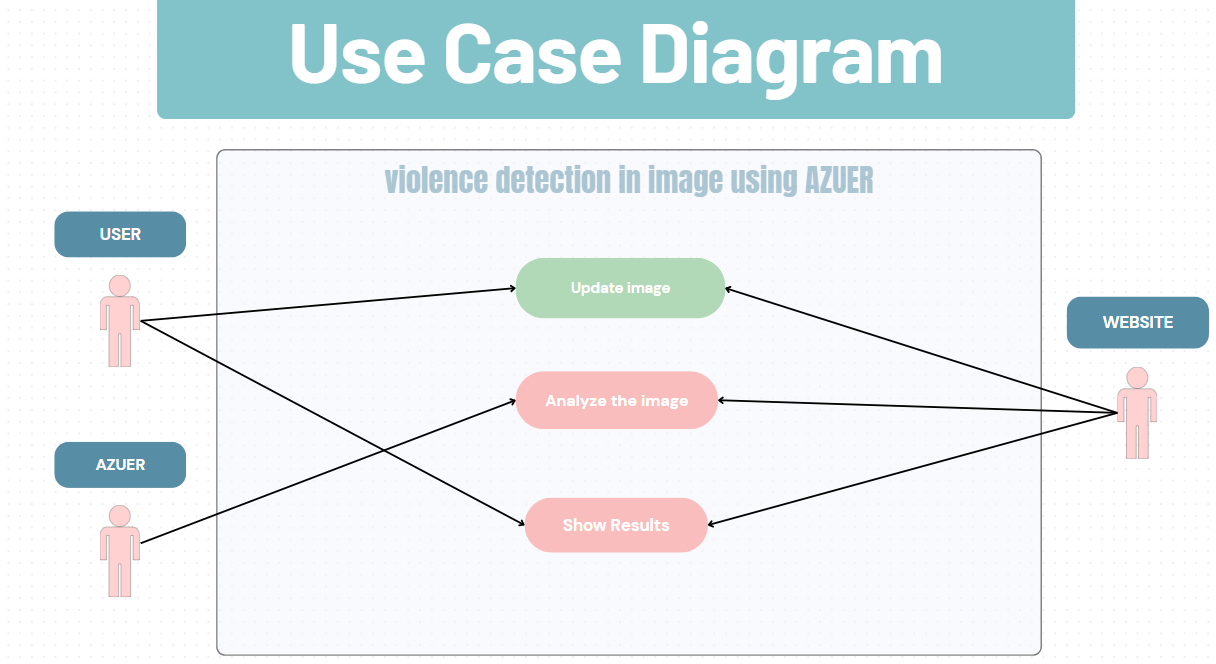 Use Case Diagram
violence detection in image using AZUER
USER
Update image
WEBSITE
Analyze the image
AZUER
Show Results